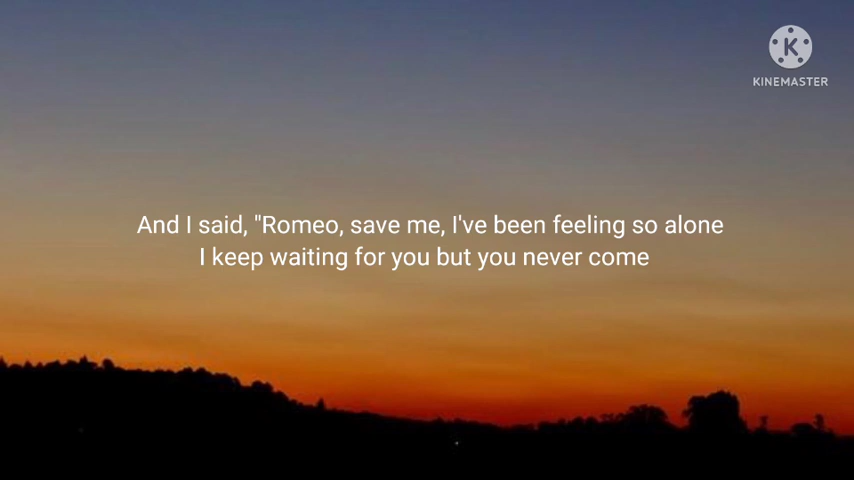 KINEMASTER
And I said, "Romeo, save me, I've been feeling so alone
I keep waiting for you but you never come